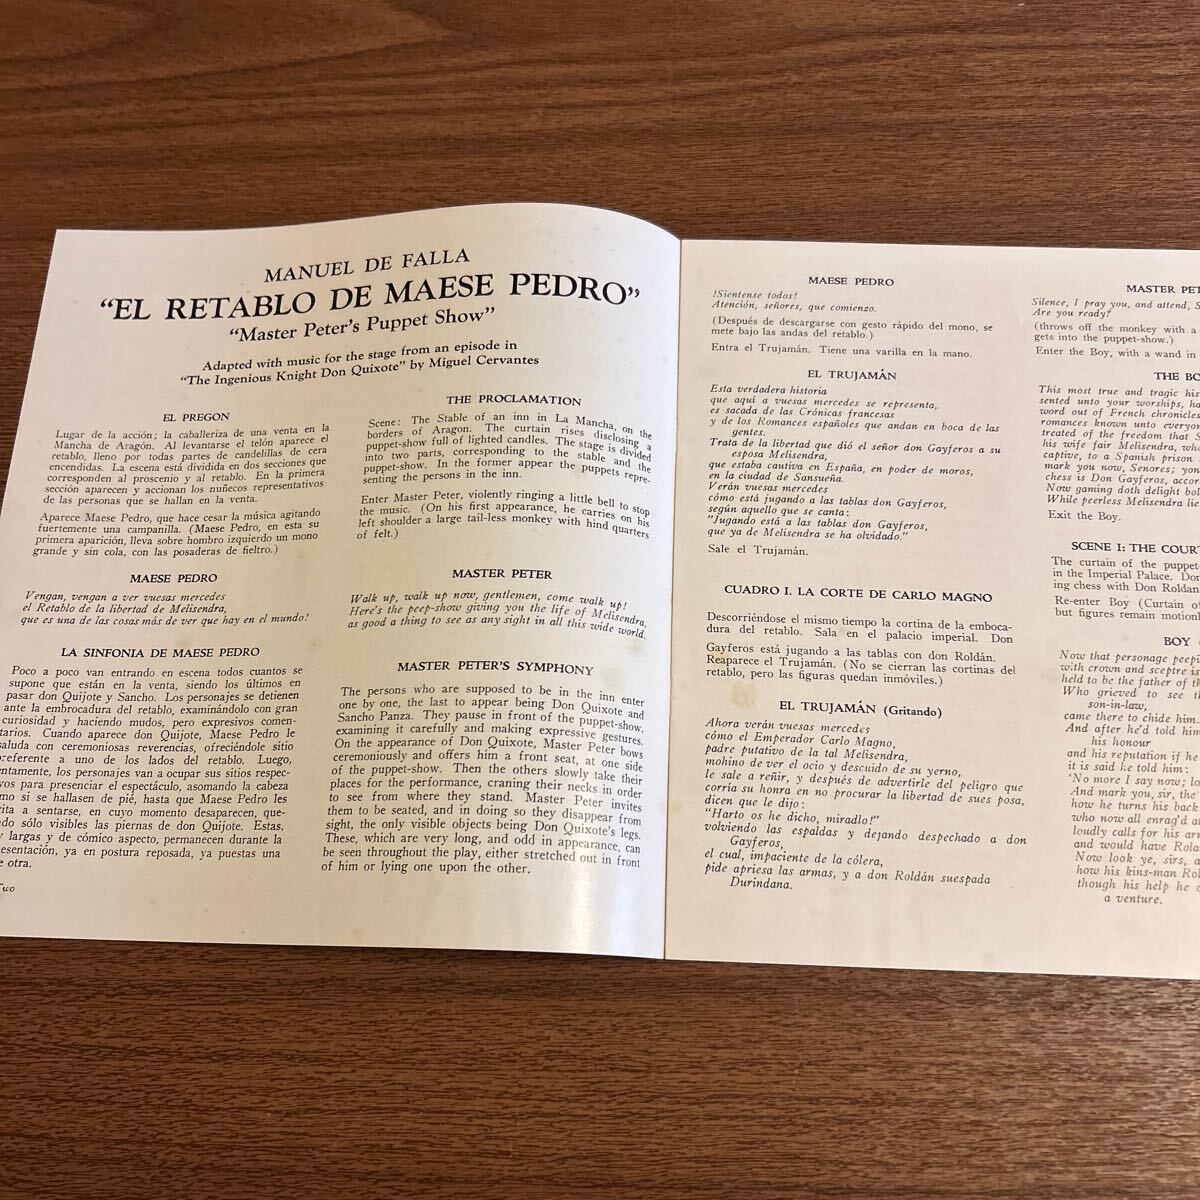 MANUEL DE FALLA
"EL RETABLO DE MAESE PEDRO"
"Master Peter's Puppet Show"
Adapted with music for the stage from an episode in
"The Ingenious Knight Don Quixote" by Miguel Cervantes
EL PREGON
Lugar de la acción; la caballeriza de una venta en la
Mancha de Aragón. Al levantarse el telón aparece el
retablo, lleno por todas partes de candelillas de cera
encendidas. La escena está dividida en dos secciones que
corresponden al proscenio y al retablo. En la primera
sección aparecen y accionan los nuñecos representativos
de las personas que se hallan en la venta.
Aparece Maese Pedro, que hace cesar la música agitando
fuertemente una campanilla. (Maese Pedro, en esta su
primera aparición, lleva sobre hombro izquierdo un mono
grande y sin cola, con las posaderas de fieltro.)
MAESE PEDRO
Vengan, vengan a ver vuesas mercedes
el Retablo de la libertad de Melisendra,
que es una de las cosas más de ver que hay en el mundo!
LA SINFONIA DE MAESE PEDRO
Poco a poco van entrando en escena todos cuantos se
supone que están en la venta, siendo los últimos en
pasar don Quijote y Sancho. Los personajes se detienen
ante la embrocadura del retablo, examinándolo con gran
curiosidad y haciendo mudos, pero expresivos comen-
tarios. Cuando aparece don Quijote, Maese Pedro le
saluda con ceremoniosas reverencias, ofreciéndole sitio
referente a uno de los lados del retablo. Luego,
entamente, los personajes van a ocupar sus sitios respec-
vos para presenciar el espectáculo, asomando la cabeza
mo si se hallasen de pié, hasta que Maese Pedro les
rita a sentarse, en cuyo momento desaparecen, que-
do sólo visibles las piernas de don Quijote. Estas,
largas y de cómico aspecto, permanecen durante la
esentación, ya en postura reposada, ya puestas una
e otra.
Two
THE PROCLAMATION
Scene: The Stable of an inn in La Mancha, on the
borders of Aragon. The curtain rises disclosing a
puppet-show full of lighted candles. The stage is divided
into two parts, corresponding to the stable and the
puppet-show. In the former appear the puppets repre-
senting the persons in the inn.
Enter Master Peter, violently ringing a little bell to stop
the music. (On his first appearance, he carries on his
left shoulder a large tail-less monkey with hind quarters
of felt.)
MASTER PETER
Walk up, walk up now, gentlemen, come walk up!
Here's the peep-show giving you the life of Melisendra,
as good a thing to see as any sight in all this wide world.
MASTER PETER'S SYMPHONY
The persons who are supposed to be in the inn enter
one by one, the last to appear being Don Quixote and
Sancho Panza. They pause in front of the puppet-show,
examining it carefully and making expressive gestures.
On the appearance of Don Quixote, Master Peter bows
ceremoniously and offers him a front seat, at one side
of the puppet-show. Then the others slowly take their
places for the performance, craning their necks in order
to see from where they stand. Master Peter invites
them to be seated, and in doing so they disappear from
sight, the only visible objects being Don Quixote's legs.
These, which are very long, and odd in appearance, can
be seen throughout the play, either stretched out in front
of him or lying one upon the other.
MAESE PEDRO
!Sientense todos!
Atención, señores, que comienzo.
(Después de descargarse con gesto rápido del mono, se
mete bajo las andas del retablo.)
Entra el Trujamán. Tiene una varilla en la mano.
EL TRUJAMÁN
Esta verdadera historia
que aquí a vuesas mercedes se representa,
es sacada de las Crónicas francesas
y de los Romances españoles que andan en boca de las
gentes.
Trata de la libertad que dió el señor don Gayferos a su
esposa Melisendra,
que estaba cautiva en España, en poder de moros,
en la ciudad de Sansueña.
Verán vuesas mercedes
cómo está jugando a las tablas don Gayferos,
según aquello que se canta:
"Jugando está a las tablas don Gayferos,
que ya de Melisendra se ha olvidado."
Sale el Trujamán.
CUADRO I. LA CORTE DE CARLO MAGNO
Descorriéndose el mismo tiempo la cortina de la emboca-
dura del retablo. Sala en el palacio imperial. Don
Gayferos está jugando a las tablas con don Roldán.
Reaparece el Trujamán. (No se cierran las cortinas del
retablo, pero las figuras quedan inmóviles.)
EL TRUJAMÁN (Gritando)
Ahora verán vuesas mercedes
cómo el Emperador Carlo Magno,
padre putativo de la tal Melisendra,
mohino de ver el ocio y descuido de su yerno,
le sale a reñir, y después de advertirle del peligro que
corría su honra en no procurar la libertad de sues posa,
dicen que le dijo:
"Harto os he dicho, miradlo!"
volviendo las espaldas y dejando despechado a don
Gayferos,
el cual, impaciente de la cólera,
pide apriesa las armas, y a don Roldán suespada
Durindana.
MASTER PET
Silence, I pray you, and attend, S
Are you ready?
(throws off the monkey with a
gets into the puppet-show.)
Enter the Boy, with a wand in
THE BO
This most true and tragic his
sented unto your worships, ha
word out of French chronicles
romances known unto everyon
treated of the freedom that S
his wife fair Melisendra, who
captive, to a Spanish prison
mark you now, Senores; you
chess is Don Gayferos, accor
Now gaming doth delight bol
While peerless Melisendra lie
Exit the Boy.
SCENE I: THE COUR
The curtain of the puppet-
in the Imperial Palace. Don
ing chess with Don Roldan
Re-enter Boy (Curtain of
but figures remain motionl
BOY
Now that personage peepi
with crown and sceptre is
held to be the father of th
Who grieved to see th
son-in-law,
came there to chide him.
And after he'd told him
his honour
and his reputation if he
it is said he told him:
'No more I say now; lo
And mark you, sir, the
how he turns his back
who now all enrag'd at
loudly calls for his arm
and would have Rola
Now look ye, sirs, a
how his kins-man Rol
though his help he o
a venture.